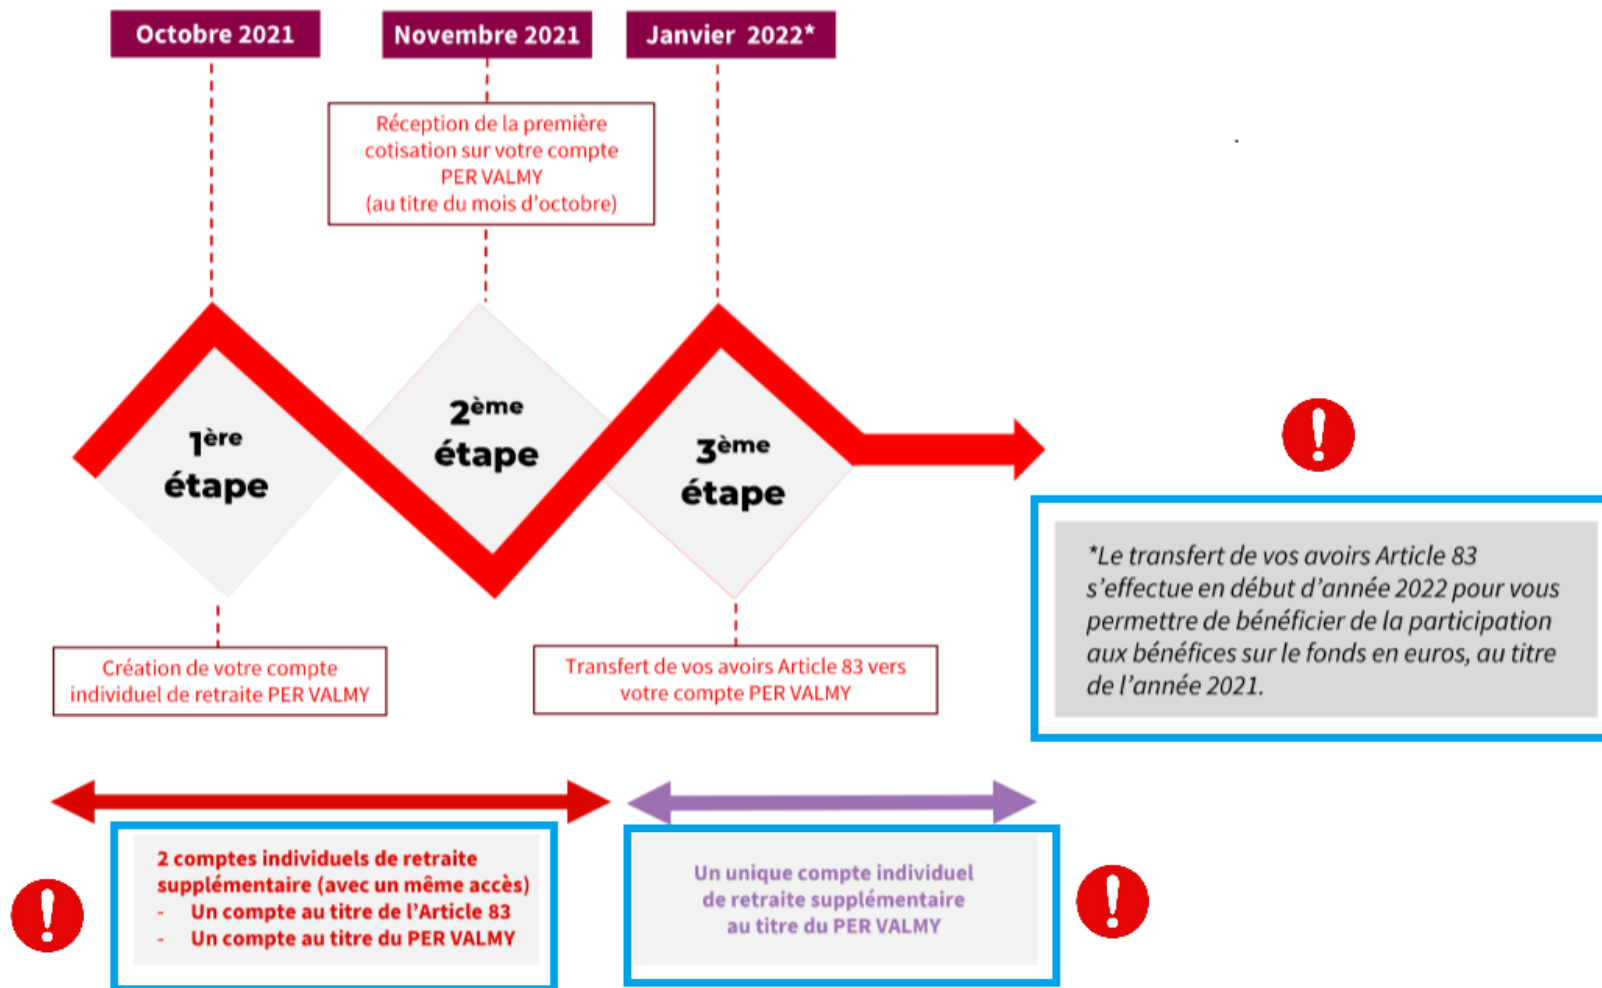 Octobre 2021
Novembre 2021
Janvier 2022*
Réception de la première
cotisation sur votre compte
PER VALMY
(au titre du mois d'octobre)
1ère
étape
2ème
étape
3ème
étape
Création de votre compte
individuel de retraite PER VALMY
Transfert de vos avoirs Article 83 vers
votre compte PER VALMY
*Le transfert de vos avoirs Article 83
s'effectue en début d'année 2022 pour vous
permettre de bénéficier de la participation
aux bénéfices sur le fonds en euros, au titre
de l'année 2021.
2 comptes individuels de retraite
supplémentaire (avec un même accès)
- Un compte au titre de l'Article 83
- Un compte au titre du PER VALMY
Un unique compte individuel
de retraite supplémentaire
au titre du PER VALMY